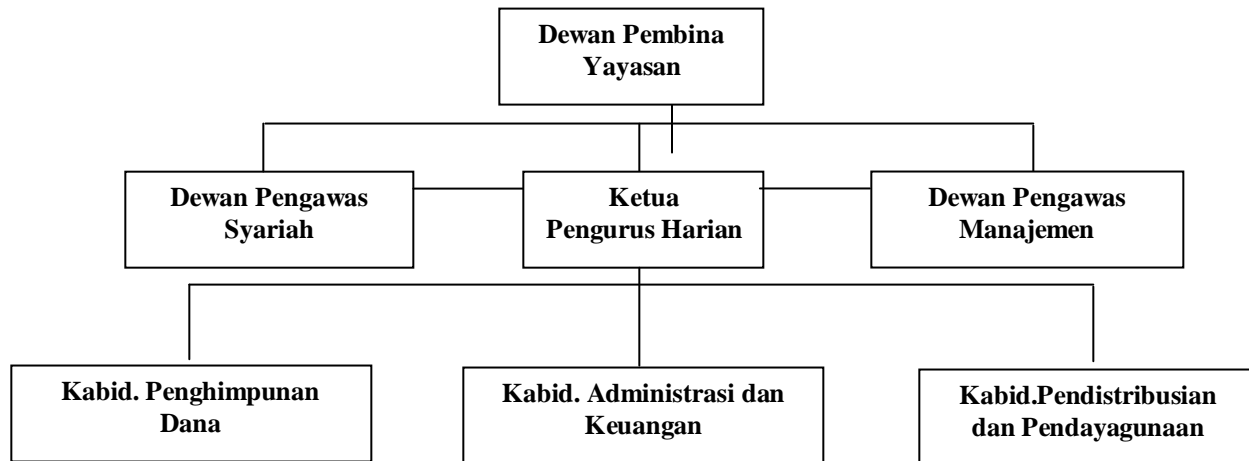 Dewan Pembina
Yayasan
Dewan Pengawas
Syariah
Ketua
Pengurus Harian
Dewan Pengawas
Manajemen
Kabid. Penghimpunan
Dana
Kabid. Administrasi dan
Keuangan
Kabid.Pendistribusian
dan Pendayagunaan